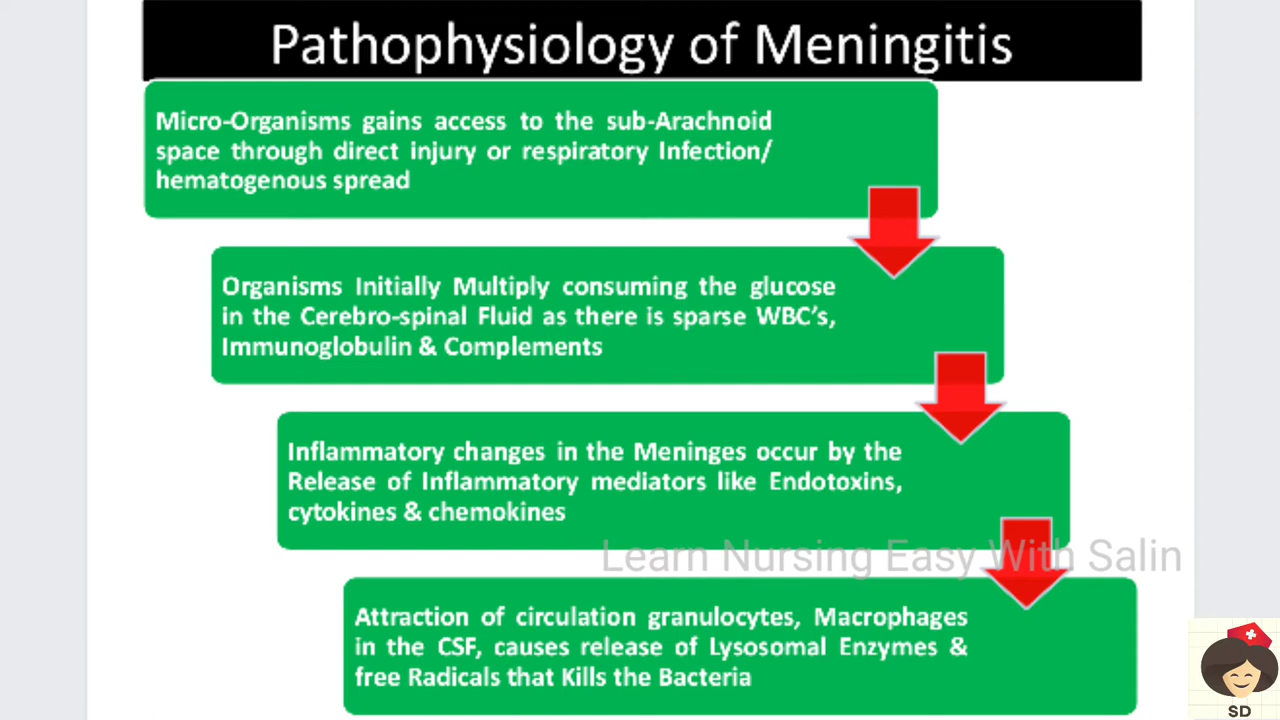 Pathophysiology of Meningitis
Micro-Organisms gains access to the sub-Arachnoid
space through direct injury or respiratory Infection/
hematogenous spread
Organisms Initially Multiply consuming the glucose
in the Cerebro-spinal Fluid as there is sparse WBC's,
Immunoglobulin & Complements
Inflammatory changes in the Meninges occur by the
Release of Inflammatory mediators like Endotoxins,
cytokines & chemokines
Learn Nursing Easy With Salin
Attraction of circulation granulocytes, Macrophages
in the CSF, causes release of Lysosomal Enzymes &
free Radicals that Kills the Bacteria
SD